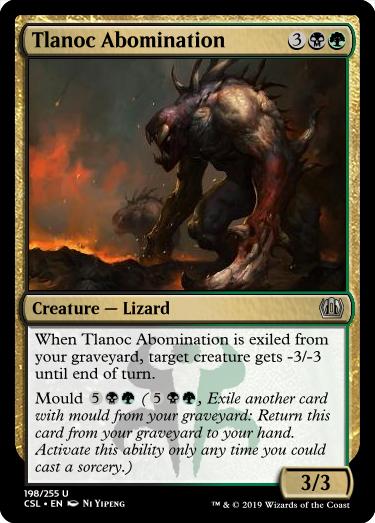 Tlanoc Abomination 3
Creature — Lizard
When Tlanoc Abomination is exiled from
your graveyard, target creature gets -3/-3
until end of turn.
Mould 5 ( 5 , Exile another card
with mould from your graveyard: Return this
card from your graveyard to your hand.
Activate this ability only any time you could
cast a sorcery.)
3/3
198/255 U
CSL • EN Ni Yipeng
™ & © 2019 Wizards of the Coast